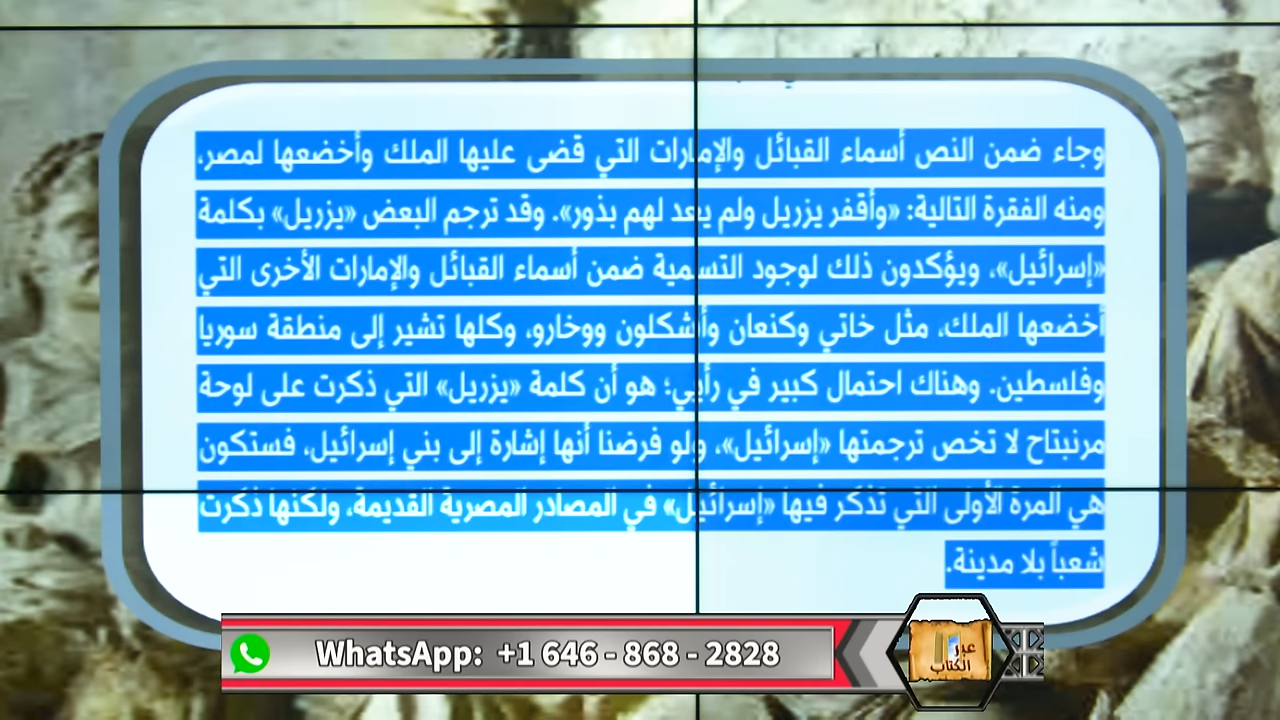 وجاء ضمن النص أسماء القبائل والإمارات التي قضى عليها الملك وأخضعها لمصر،
ومنه الفقرة التالية: «وأقفر يزريل ولم يعد لهم بذور». وقد ترجم البعض «يزريل» بكلمة
«إسرائيل»، ويؤكدون ذلك لوجود التسمية ضمن أسماء القبائل والإمارات الأخرى التي
أخضعها الملك، مثل خاتي وكنعان وأشكلون ووخارو، وكلها تشير إلى منطقة سوريا
وفلسطين. وهناك احتمال كبير في رأيي؛ هو أن كلمة «يزريل» التي ذكرت على لوحة
مرنبتاح لا تخص ترجمتها «إسرائيل»، ولو فرضنا أنها إشارة إلى بني إسرائيل، فستكون
هي المرة الأولى التي تذكر فيها «إسرائيل» في المصادر المصرية القديمة، ولكنها ذكرت
شعباً بلا مدينة.
WhatsApp: +1 646 - 868 - 2828
عبر
الكتاب